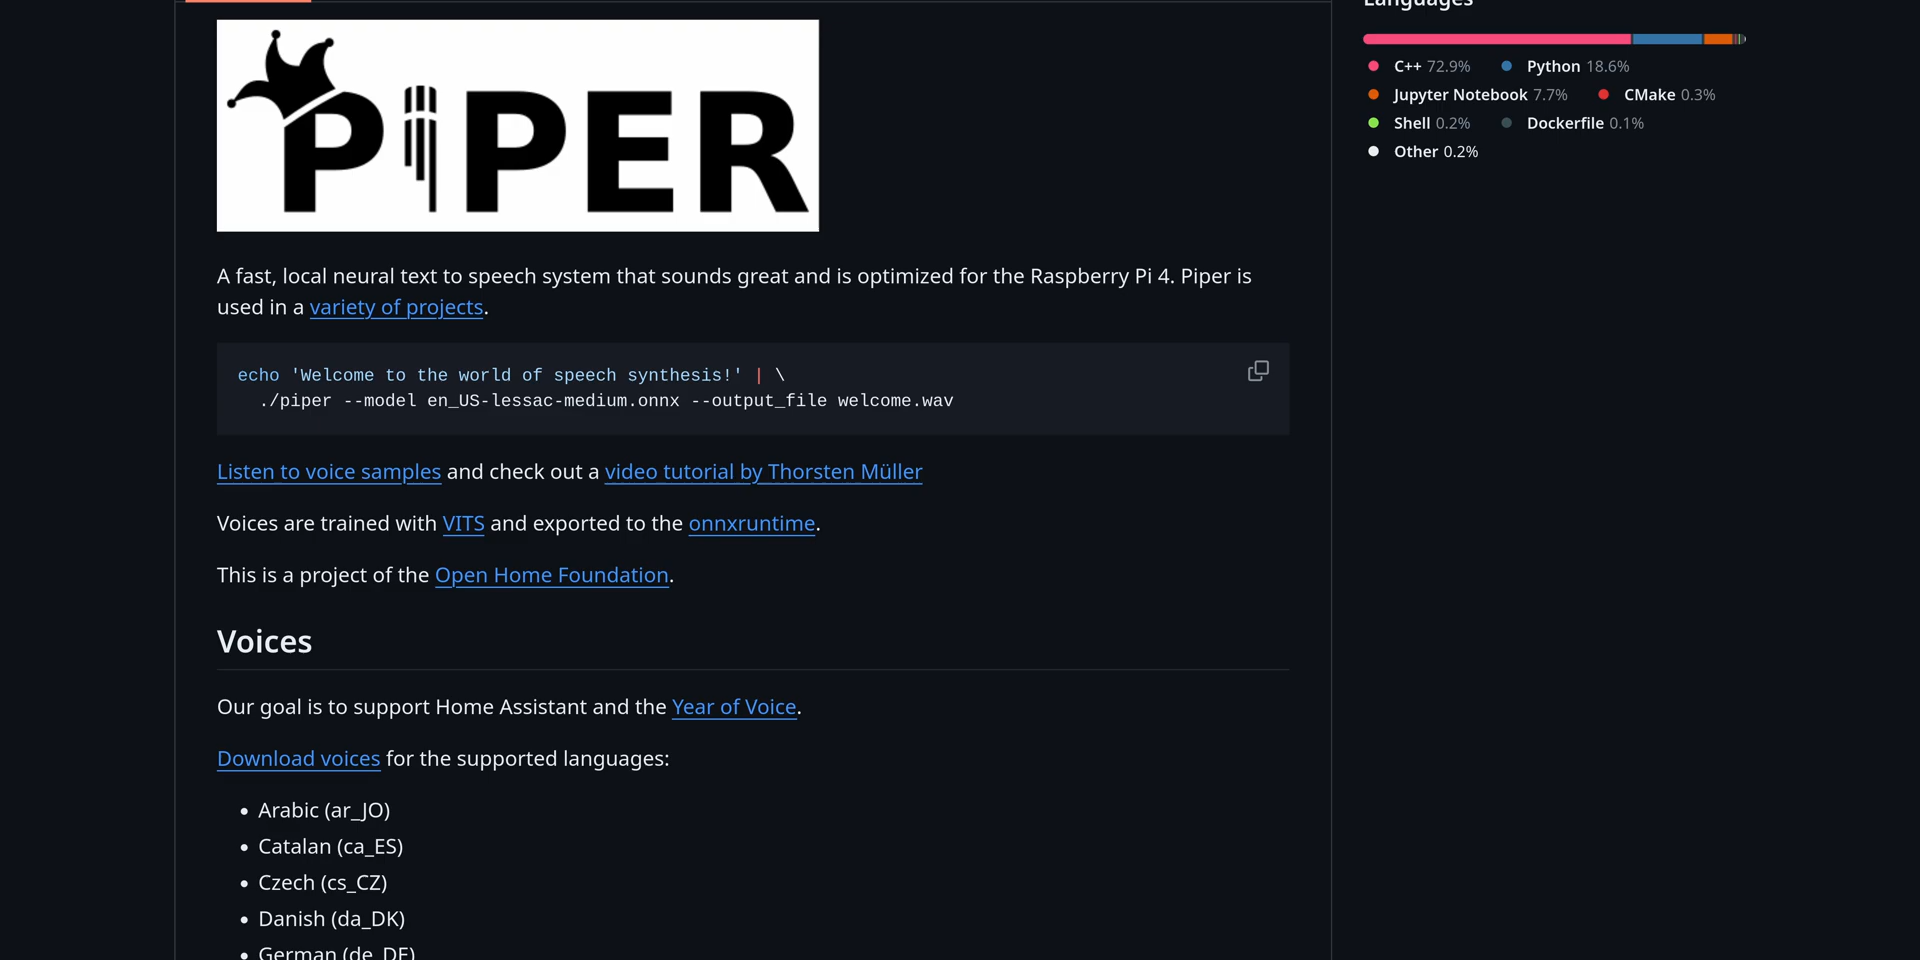 PIPER
A fast, local neural text to speech system that sounds great and is optimized for the Raspberry Pi 4. Piper is
used in a variety of projects.
echo 'Welcome to the world of speech synthesis!' | \
./piper --model en_US-lessac-medium.onnx --output_file welcome.wav
Listen to voice samples and check out a video tutorial by Thorsten Müller
Voices are trained with VITS and exported to the onnxruntime.
This is a project of the Open Home Foundation.
Voices
Our goal is to support Home Assistant and the Year of Voice.
Download voices for the supported languages:
• Arabic (ar_JO)
• Catalan (ca_ES)
• Czech (cs_CZ)
• Danish (da_DK)
• German (de_DE)
Languages
C++ 72.9% Python 18.6%
Jupyter Notebook 7.7% CMake 0.3%
Shell 0.2% Dockerfile 0.1%
Other 0.2%